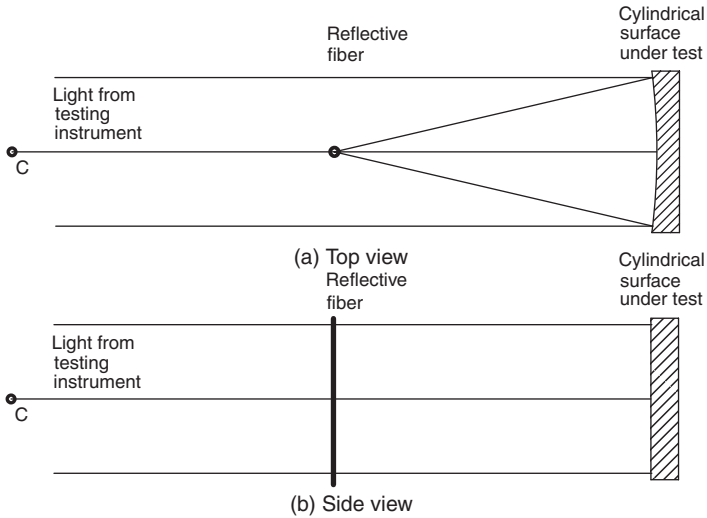 Reflective
fiber
Cylindrical
surface
under test
Light from
testing
instrument
C
(a) Top view
Reflective
fiber
Cylindrical
surface
under test
Light from
testing
instrument
C
(b) Side view